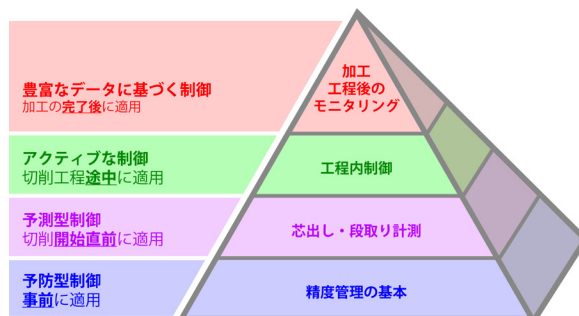 豊富なデータに基づく制御
加工の完了後に適用
加工
工程後の
モニタリング
アクティブな制御
切削工程途中に適用
工程内制御
予測型制御
切削開始直前に適用
芯出し・段取り計測
予防型制御
事前に適用
精度管理の基本